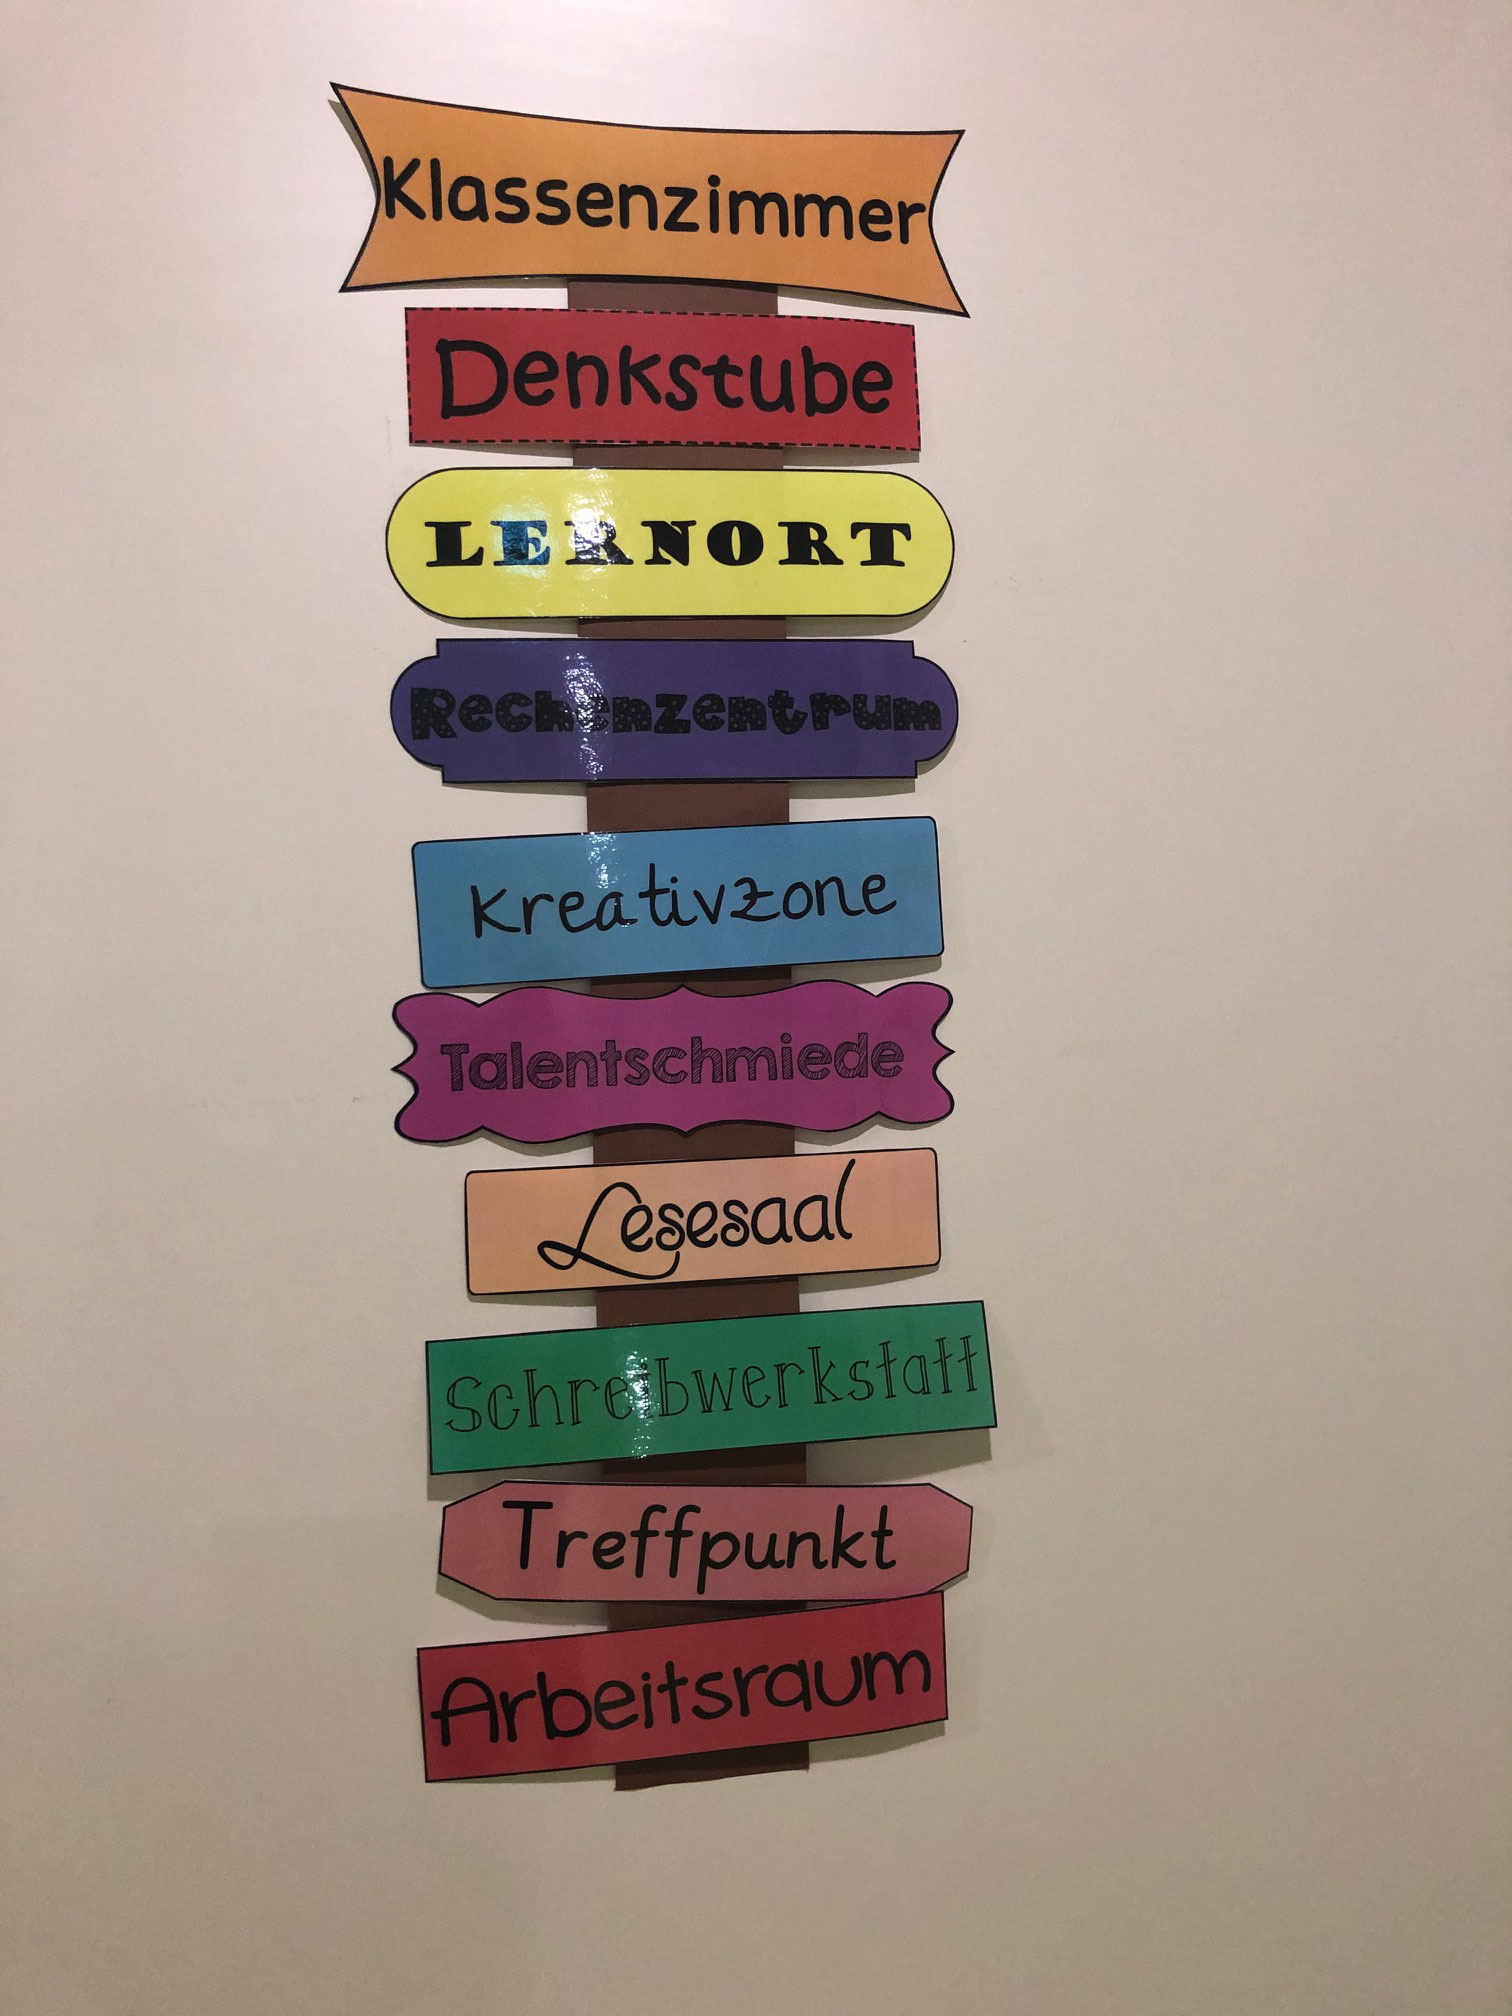 Klassenzimmer
Denkstube
LERNORT
Rechenzentrum
Kreativzone
Talentschmiede
Lesesaal
Schreibwerkstatt
Treffpunkt
Arbeitsraum